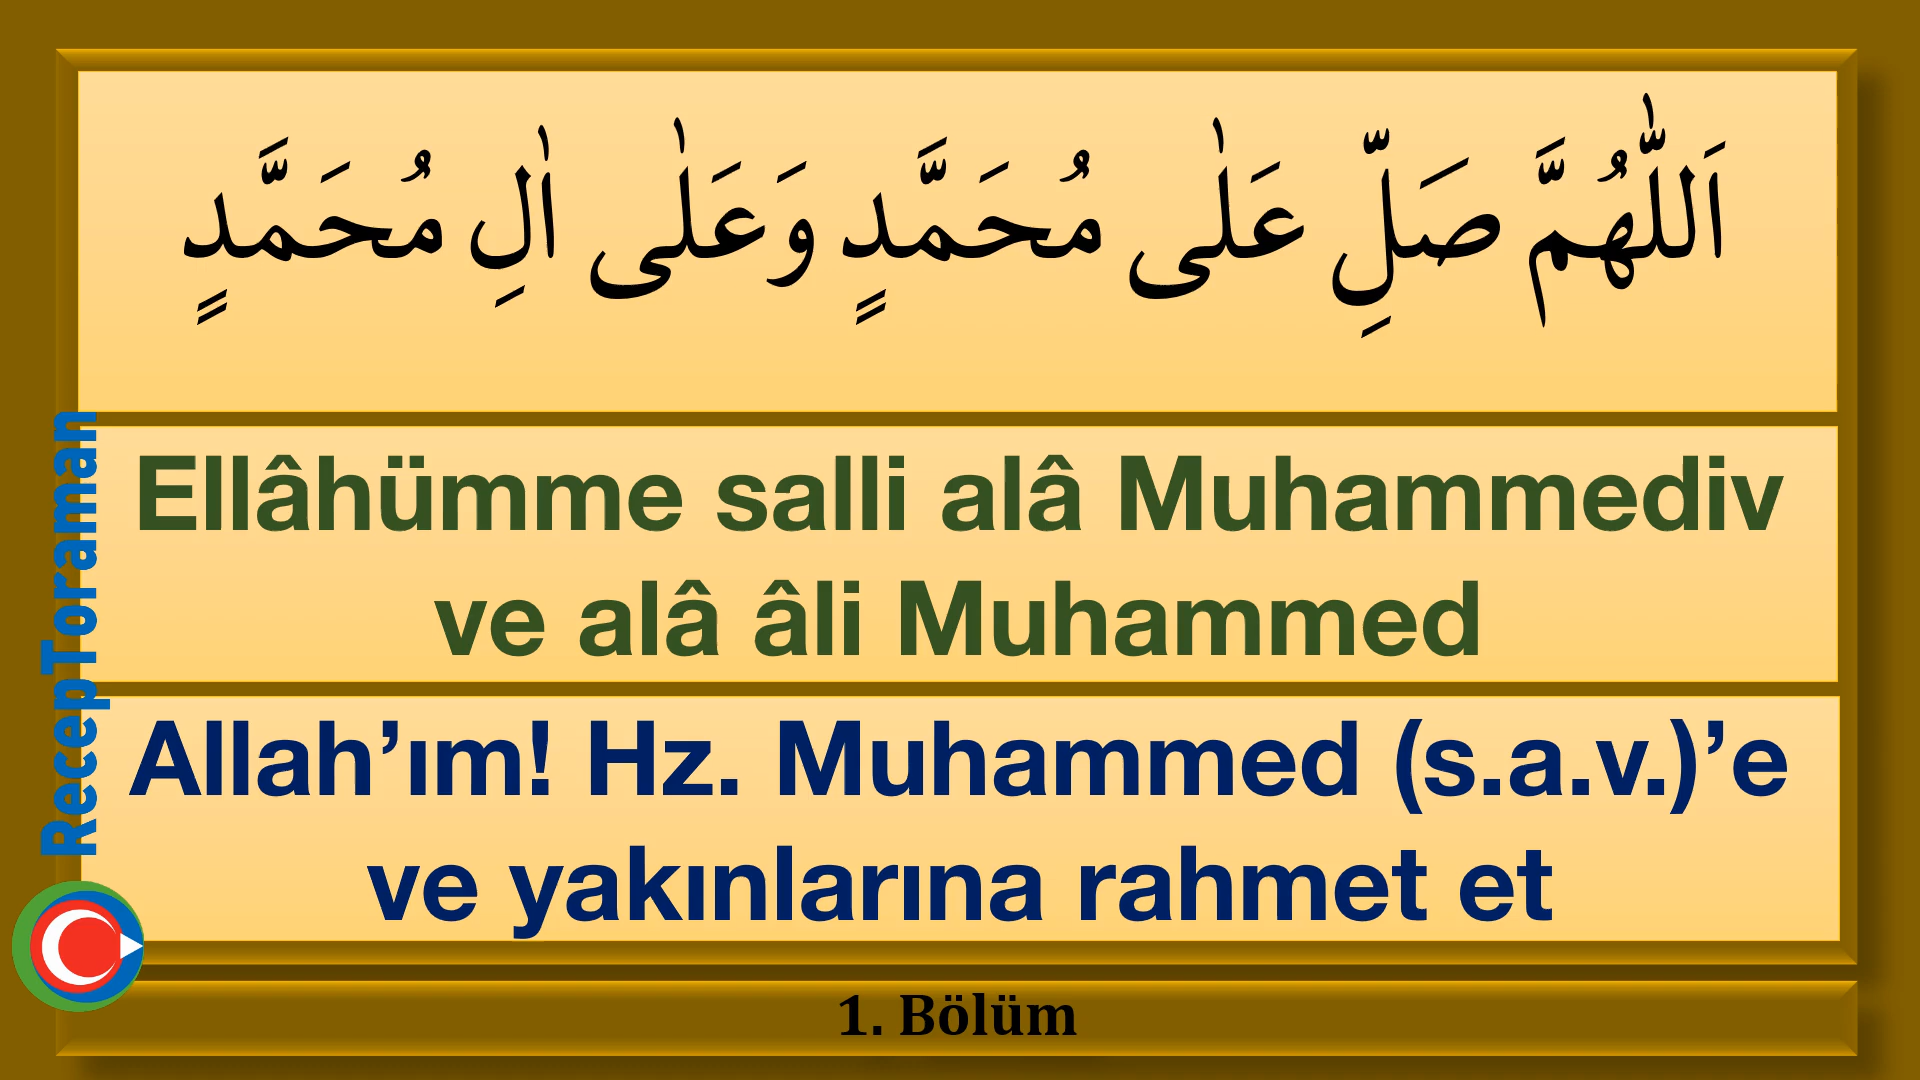 اَللّٰهُمَّ صَلِّ عَلٰى مُحَمَّدٍ وَعَلٰى اٰلِ مُحَمَّدٍ
Ellâhümme salli alâ Muhammediv
ve alâ âli Muhammed
Allah’ım! Hz. Muhammed (s.a.v.)’e
ve yakınlarına rahmet et
RecepToraman
1. Bölüm